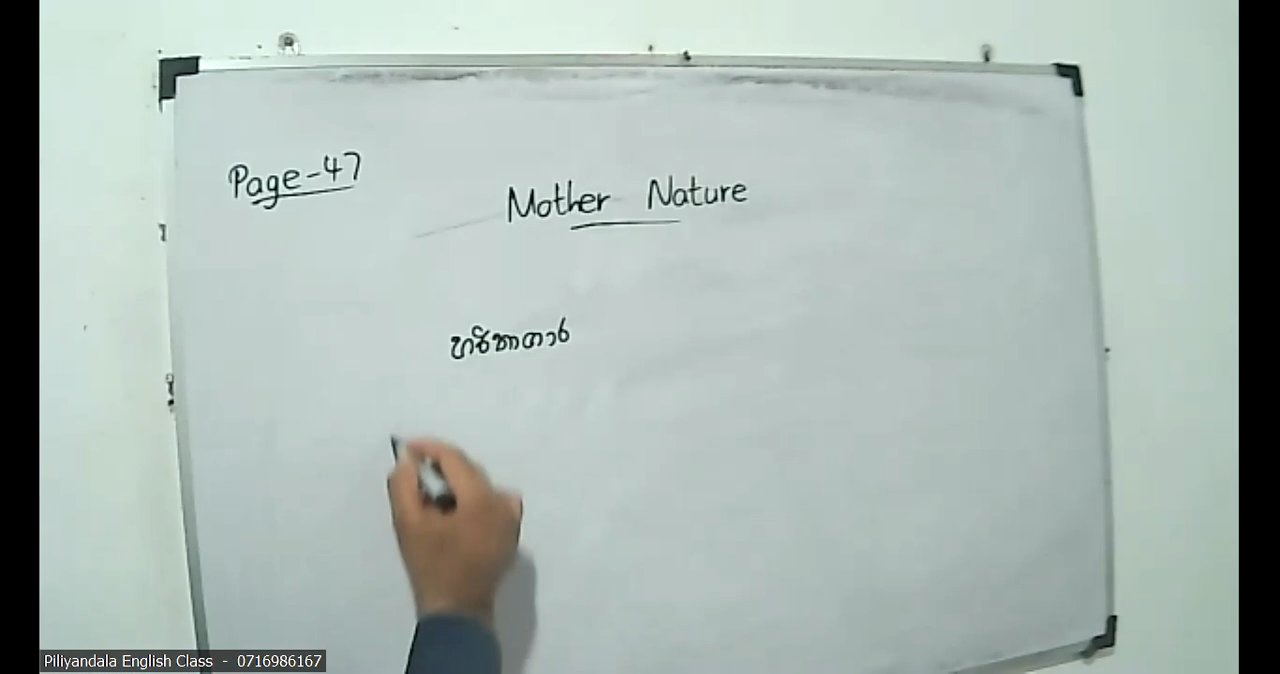 Page-47
Mother Nature
හරිතාගාර
Piliyandala English Class - 0716986167